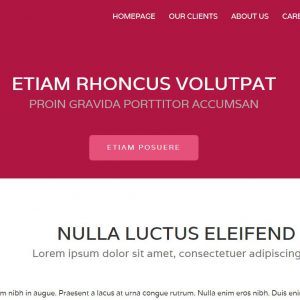 HOMEPAGE OUR CLIENTS ABOUT US CARE
ETIAM RHONCUS VOLUTPAT
PROIN GRAVIDA PORTTITOR ACCUMSAN
ETIAM POSUERE
NULLA LUCTUS ELEIFEND
Lorem ipsum dolor sit amet, consectetuer adipiscing
m nibh in augue. Praesent a lacus at urna congue rutrum. Nulla enim eros nibh. Duis eni